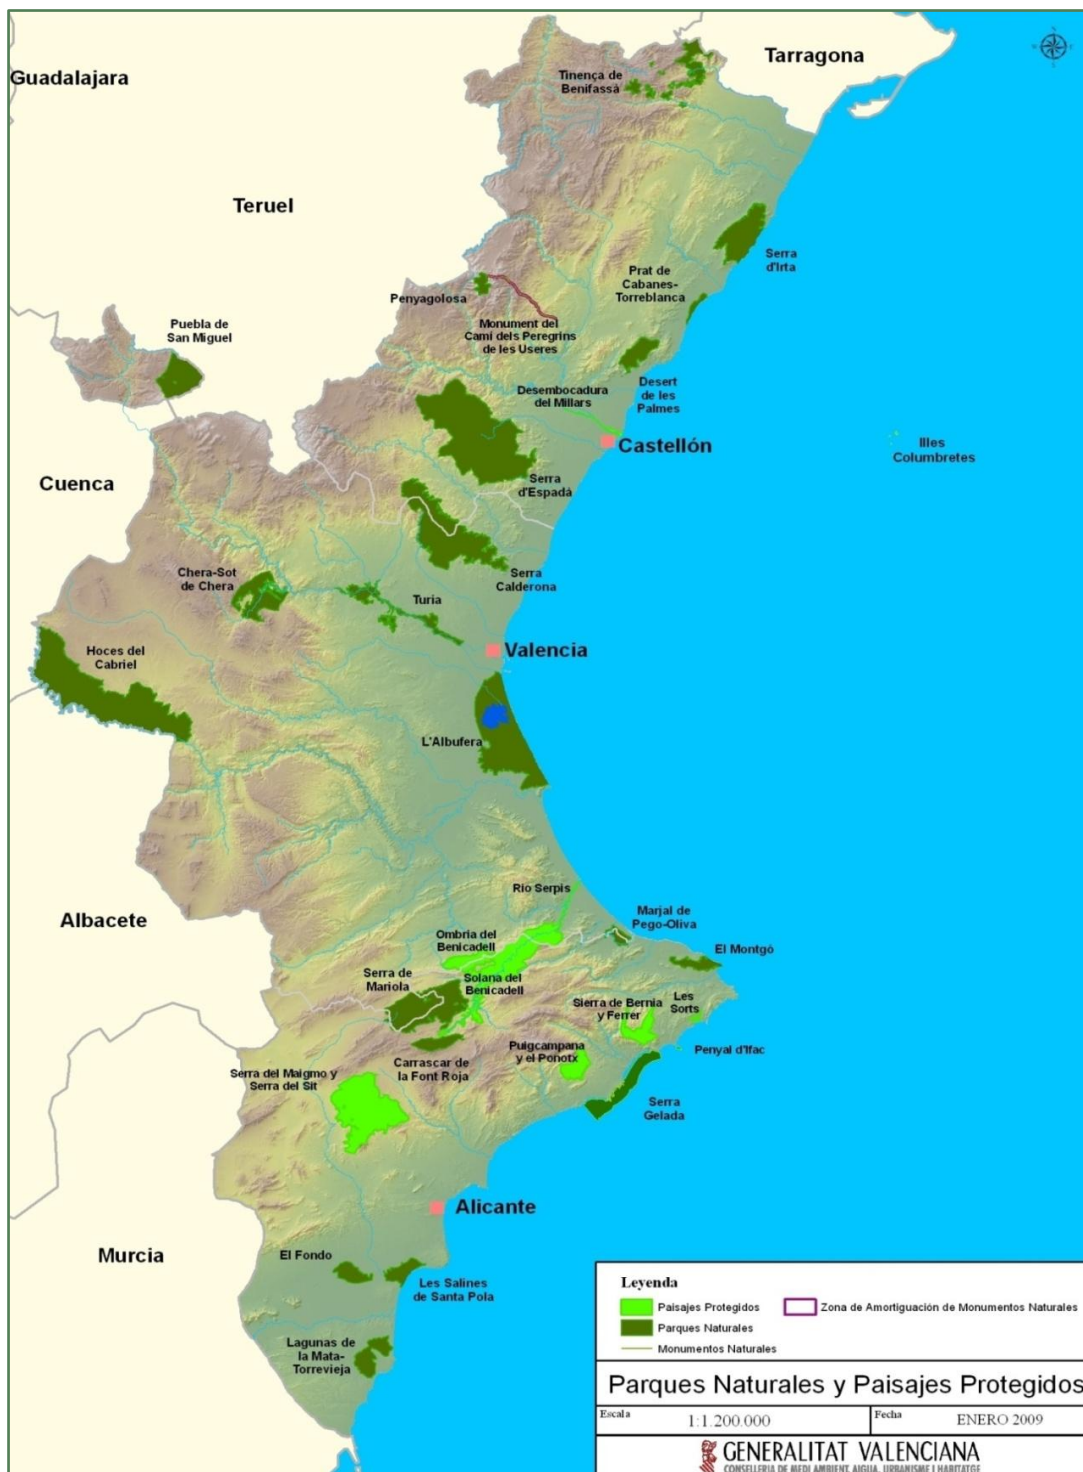 Tarragona
Guadalajara
Tinença de
Benifassà
Teruel
Serra
d'Irta
Prat de
Cabanes-
Torreblanca
Penyagolosa
Monument del
Camí dels Peregrins
de les Useres
Puebla de
San Miguel
Desert
de les
Palmes
Desembocadura
del Millars
Castellón
Illes
Columbretes
Cuenca
Serra
d'Espadà
Serra
Calderona
Chera-Sot
de Chera
Turia
Valencia
Hoces del
Cabriel
L'Albufera
Rio Serpis
Albacete
Marjal de
Pego-Oliva
El Montgó
Ombria del
Benicadell
Serra de
Mariola
Solana del
Benicadell
Sierra de Bernia
y Ferrer
Les
Sorts
Penyal d'Ifac
Puigcampana
y el Ponotx
Carrascar de
la Font Roja
Serra del Maigmo y
Serra del Sit
Serra
Gelada
Alicante
Murcia
El Fondo
Les Salines
de Santa Pola
Lagunas de
la Mata-
Torrevieja
Leyenda
Paisajes Protegidos
Zona de Amortiguación de Monumentos Naturales
Parques Naturales
Monumentos Naturales
Parques Naturales y Paisajes Protegidos
Escala 1:1.200.000 Fecha ENERO 2009
GENERALITAT VALENCIANA
CONSELLERIA DE MEDI AMBIENT, AIGUA, URBANISME I HABITATGE